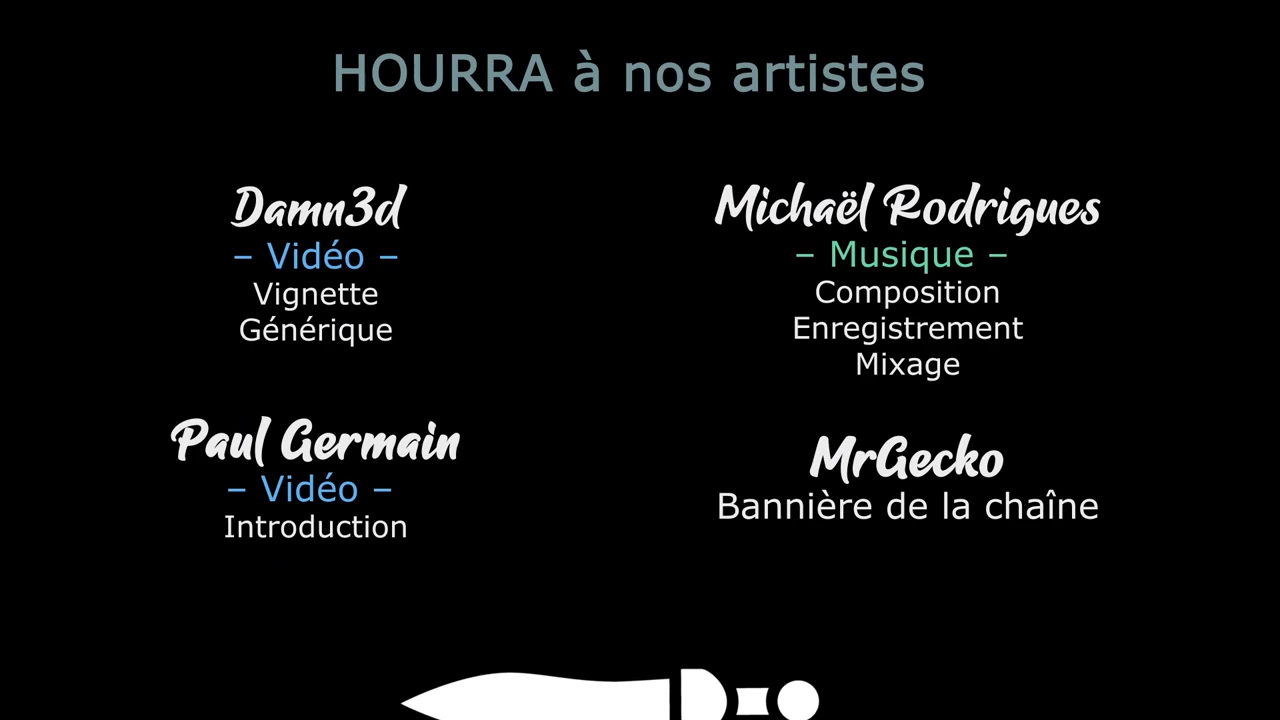 HOURRA à nos artistes
Damn3d
– Vidéo –
Vignette
Générique
Michaël Rodrigues
– Musique –
Composition
Enregistrement
Mixage
Paul Germain
– Vidéo –
Introduction
MrGecko
Bannière de la chaîne